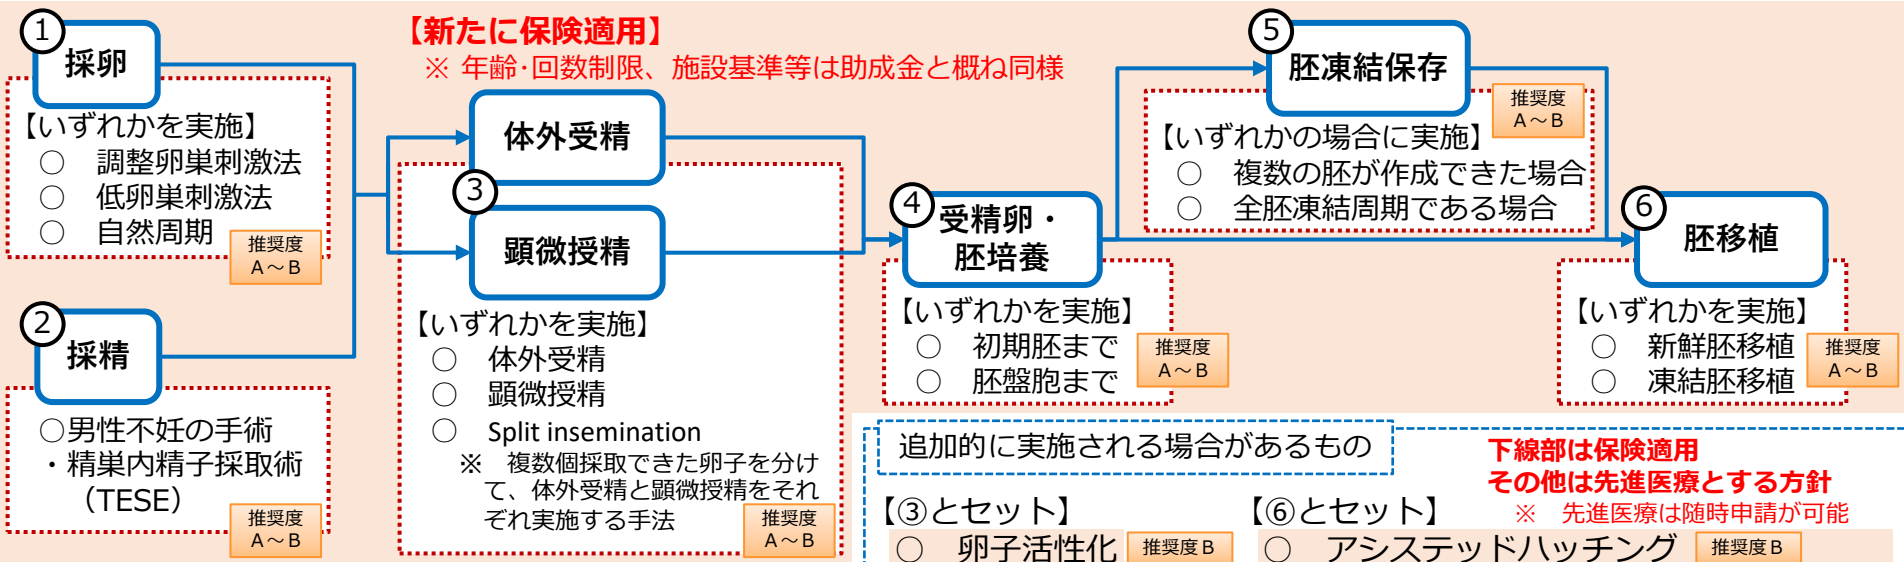 【新たに保険適用】
※ 年齢・回数制限、施設基準等は助成金と概ね同様
①
採卵
【いずれかを実施】
○ 調整卵巣刺激法
○ 低卵巣刺激法
○ 自然周期
推奨度
A～B
②
採精
○男性不妊の手術
・精巣内精子採取術
（TESE）
推奨度
A～B
体外受精
③
顕微授精
【いずれかを実施】
○ 体外受精
○ 顕微授精
○ Split insemination
※ 複数個採取できた卵子を分け
て、体外受精と顕微授精をそれ
ぞれ実施する手法
推奨度
A～B
④
受精卵・
胚培養
【いずれかを実施】
○ 初期胚まで
○ 胚盤胞まで
推奨度
A～B
⑤
胚凍結保存
推奨度
A～B
【いずれかの場合に実施】
○ 複数の胚が作成できた場合
○ 全胚凍結周期である場合
⑥
胚移植
【いずれかを実施】
○ 新鮮胚移植
○ 凍結胚移植
推奨度
A～B
追加的に実施される場合があるもの
下線部は保険適用
その他は先進医療とする方針
※ 先進医療は随時申請が可能
【③とセット】
○ 卵子活性化
推奨度B
【⑥とセット】
○ アシステッドハッチング
推奨度B